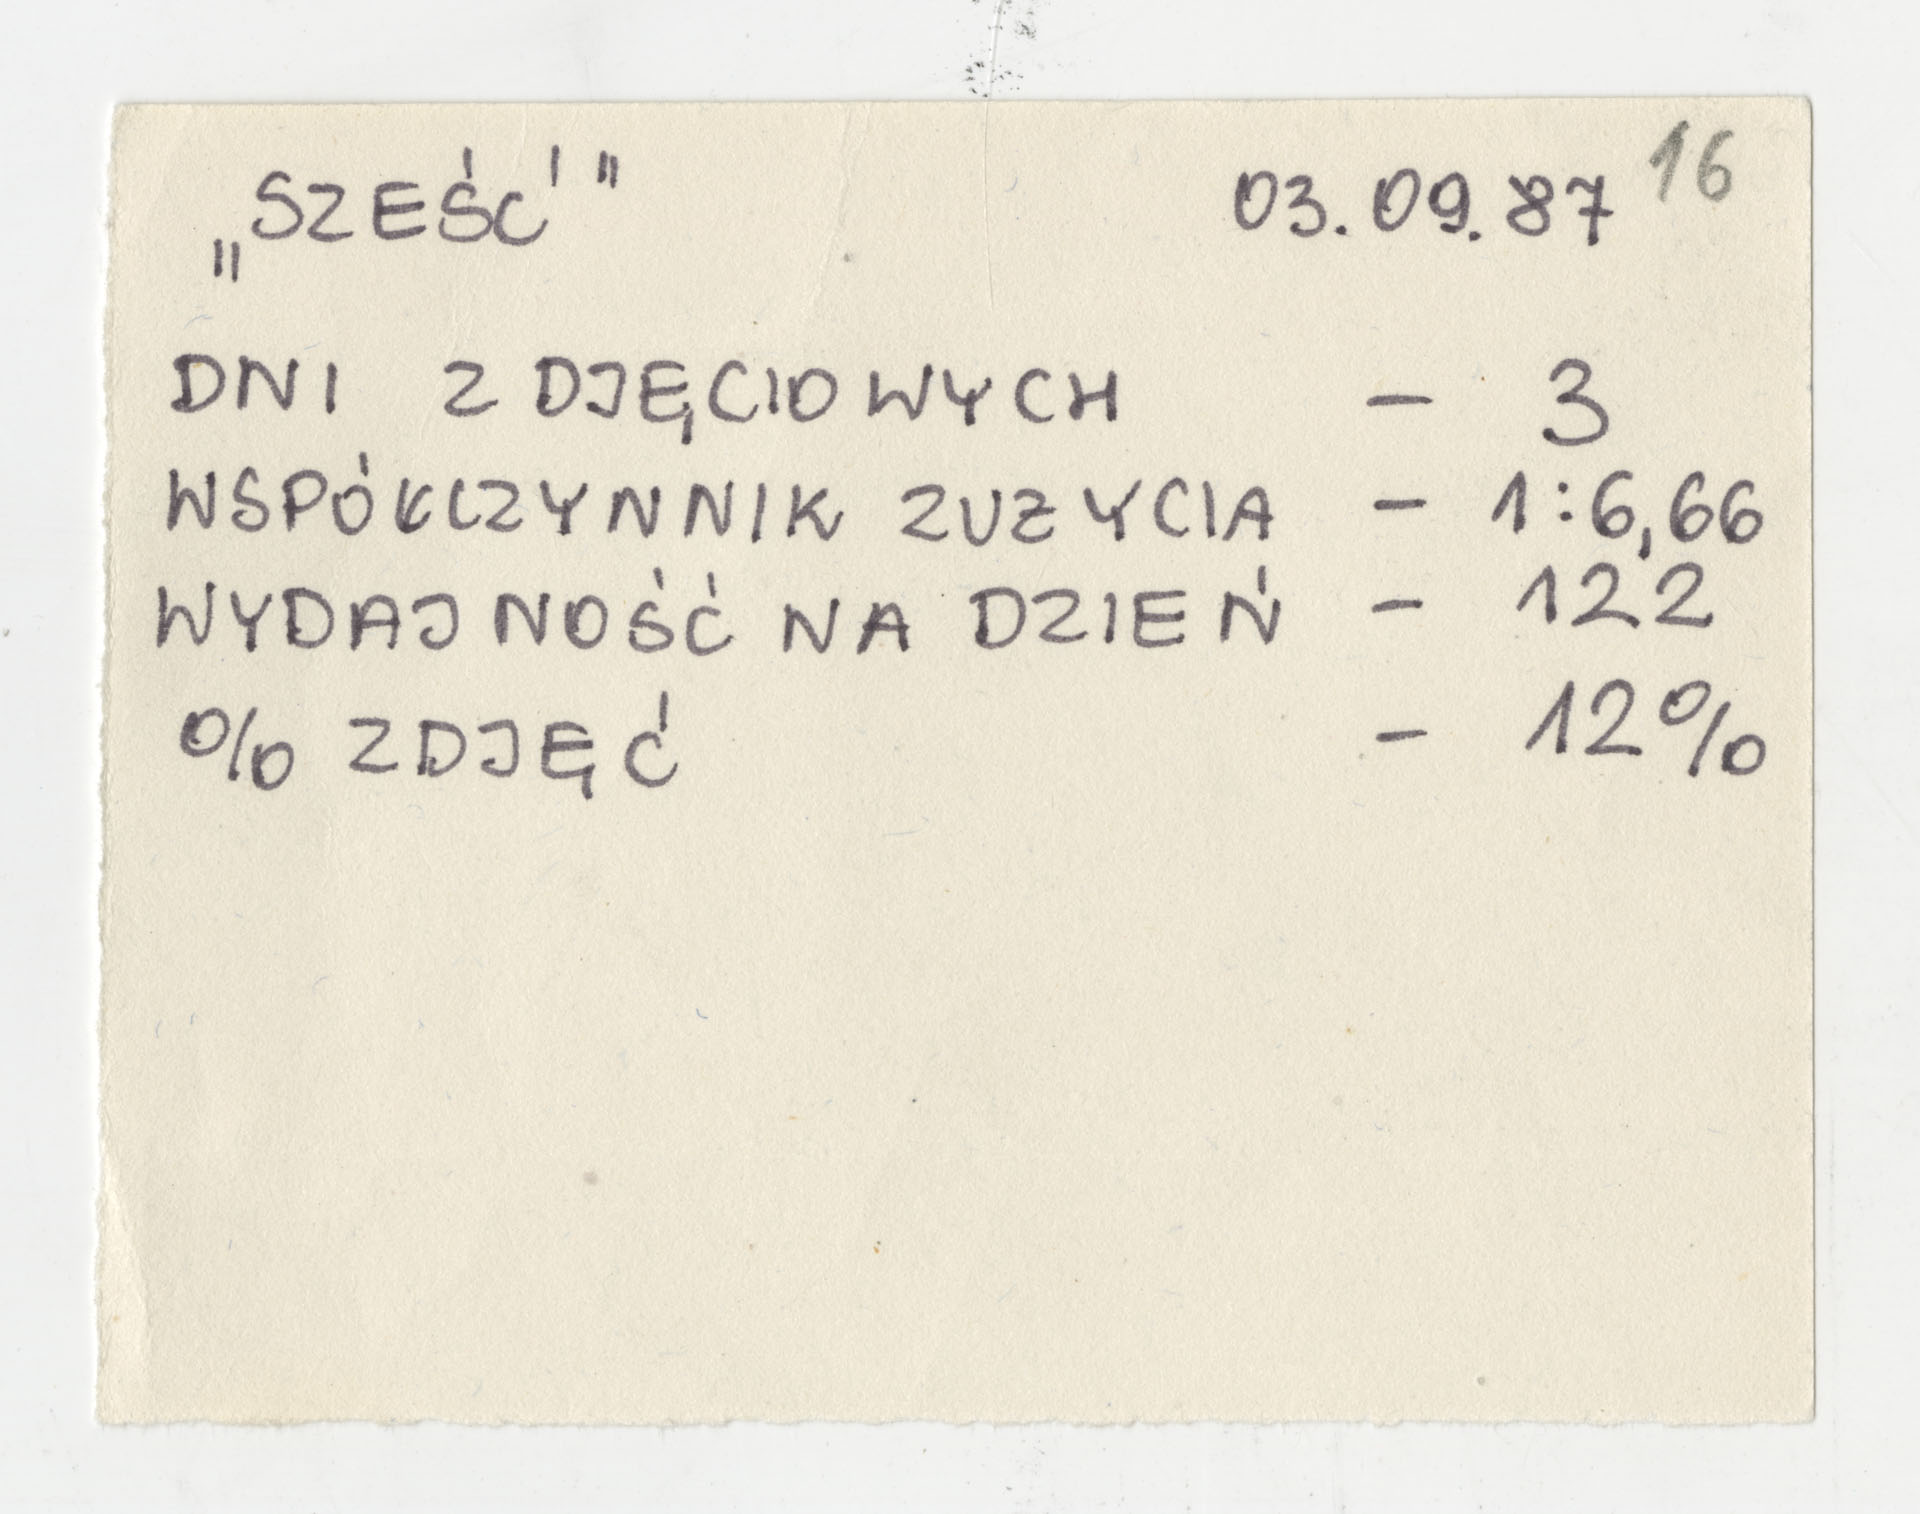 „SZEŚĆ" 03.09.87 16
DNI ZDJĘCIOWYCH - 3
WSPÓŁCZYNNIK ZUŻYCIA - 1:6,66
WYDAJNOŚĆ NA DZIEŃ - 122
% ZDJĘĆ - 12%